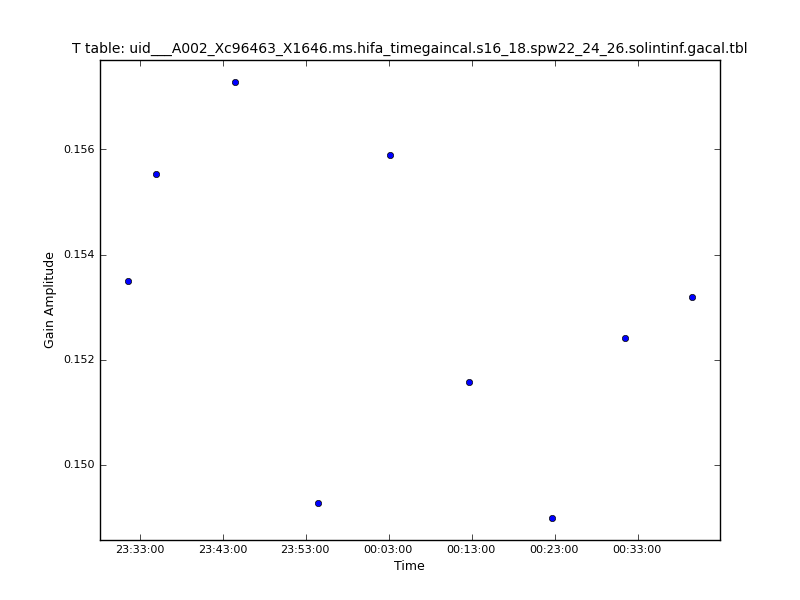 T table: uid___A002_Xc96463_X1646.ms.hifa_timegaincal.s16_18.spw22_24_26.solintinf.gacal.tbl
0.156
0.154
0.152
0.150
Gain Amplitude
23:33:00 23:43:00 23:53:00 00:03:00 00:13:00 00:23:00 00:33:00
Time